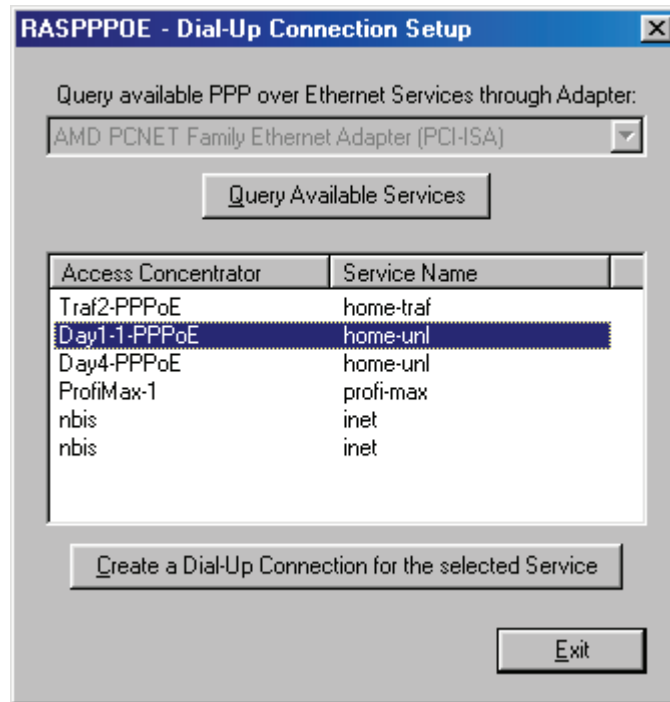 RASPPPOE - Dial-Up Connection Setup
Query available PPP over Ethernet Services through Adapter:
AMD PCNET Family Ethernet Adapter (PCI-ISA)
Query Available Services
Access Concentrator Service Name
Traf2-PPPoE home-traf
Day1-1-PPPoE home-unl
Day4-PPPoE home-unl
ProfiMax-1 profi-max
nbis inet
nbis inet
Create a Dial-Up Connection for the selected Service
Exit